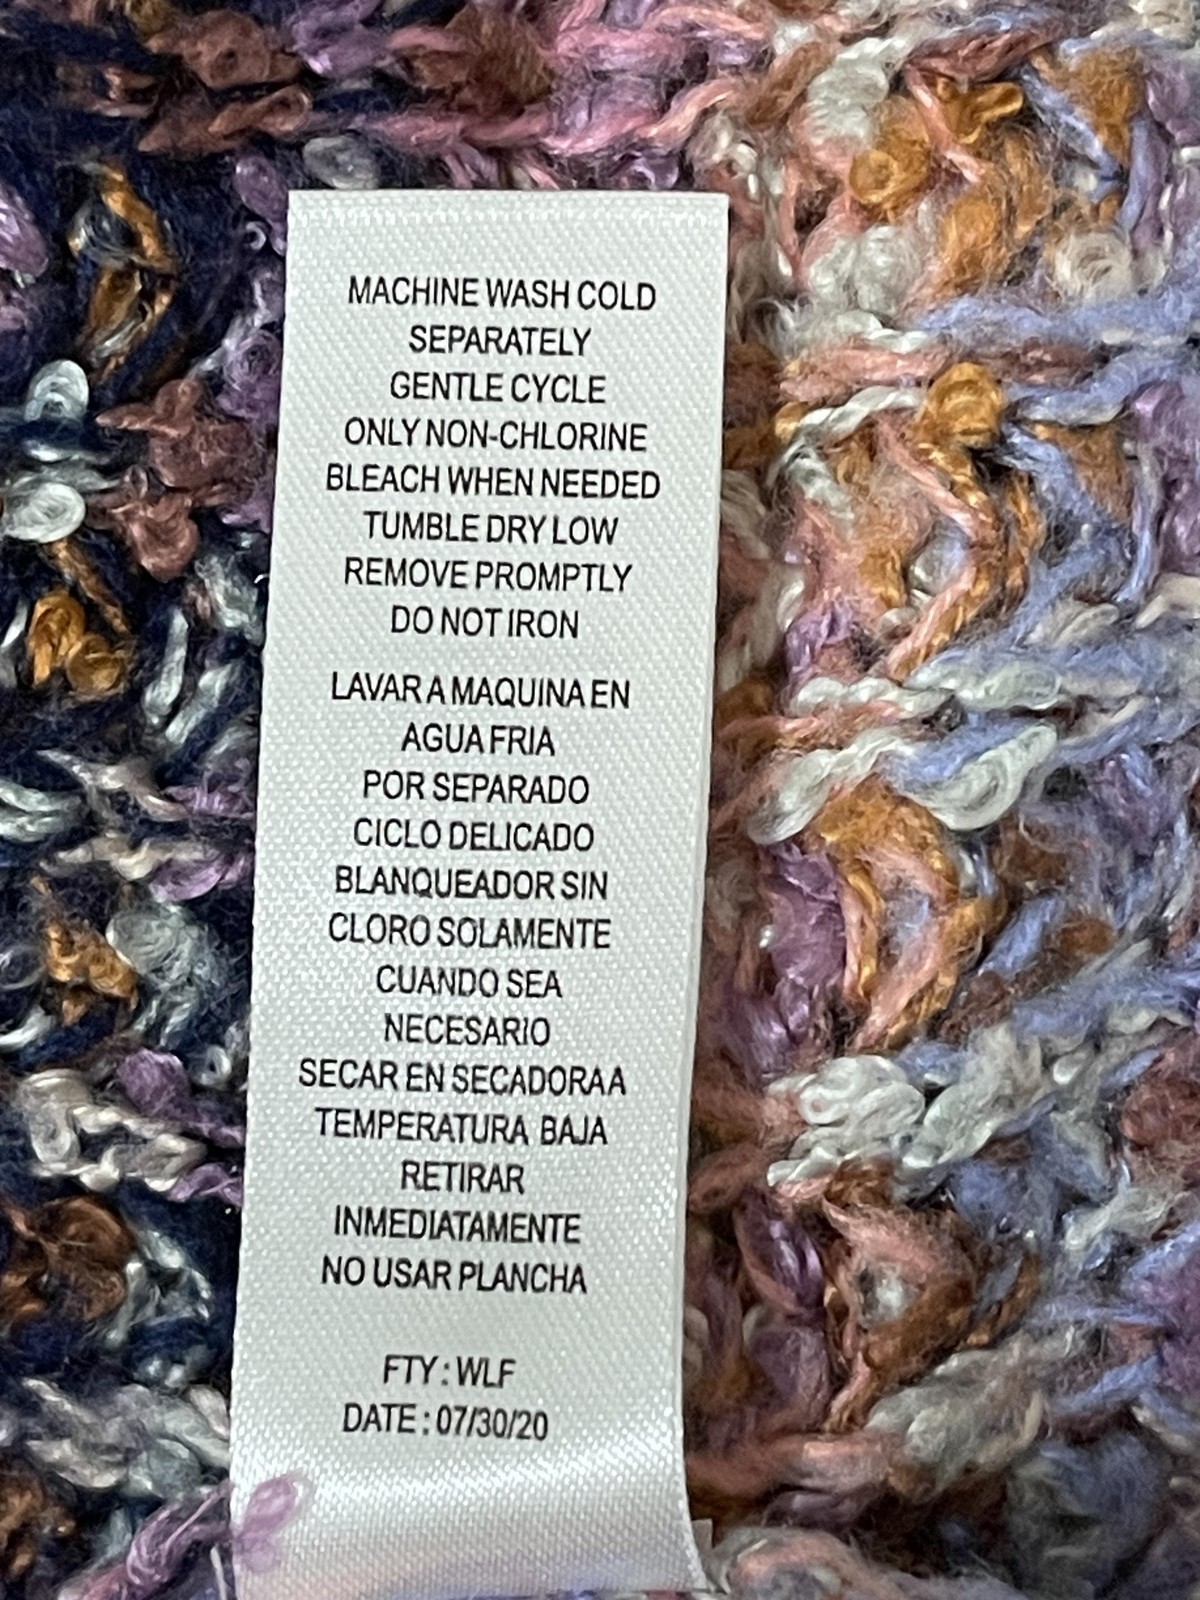 MACHINE WASH COLD
SEPARATELY
GENTLE CYCLE
ONLY NON-CHLORINE
BLEACH WHEN NEEDED
TUMBLE DRY LOW
REMOVE PROMPTLY
DO NOT IRON
LAVAR A MAQUINA EN
AGUA FRIA
POR SEPARADO
CICLO DELICADO
BLANQUEADOR SIN
CLORO SOLAMENTE
CUANDO SEA
NECESARIO
SECAR EN SECADORA A
TEMPERATURA BAJA
RETIRAR
INMEDIATAMENTE
NO USAR PLANCHA
FTY : WLF
DATE : 07/30/20